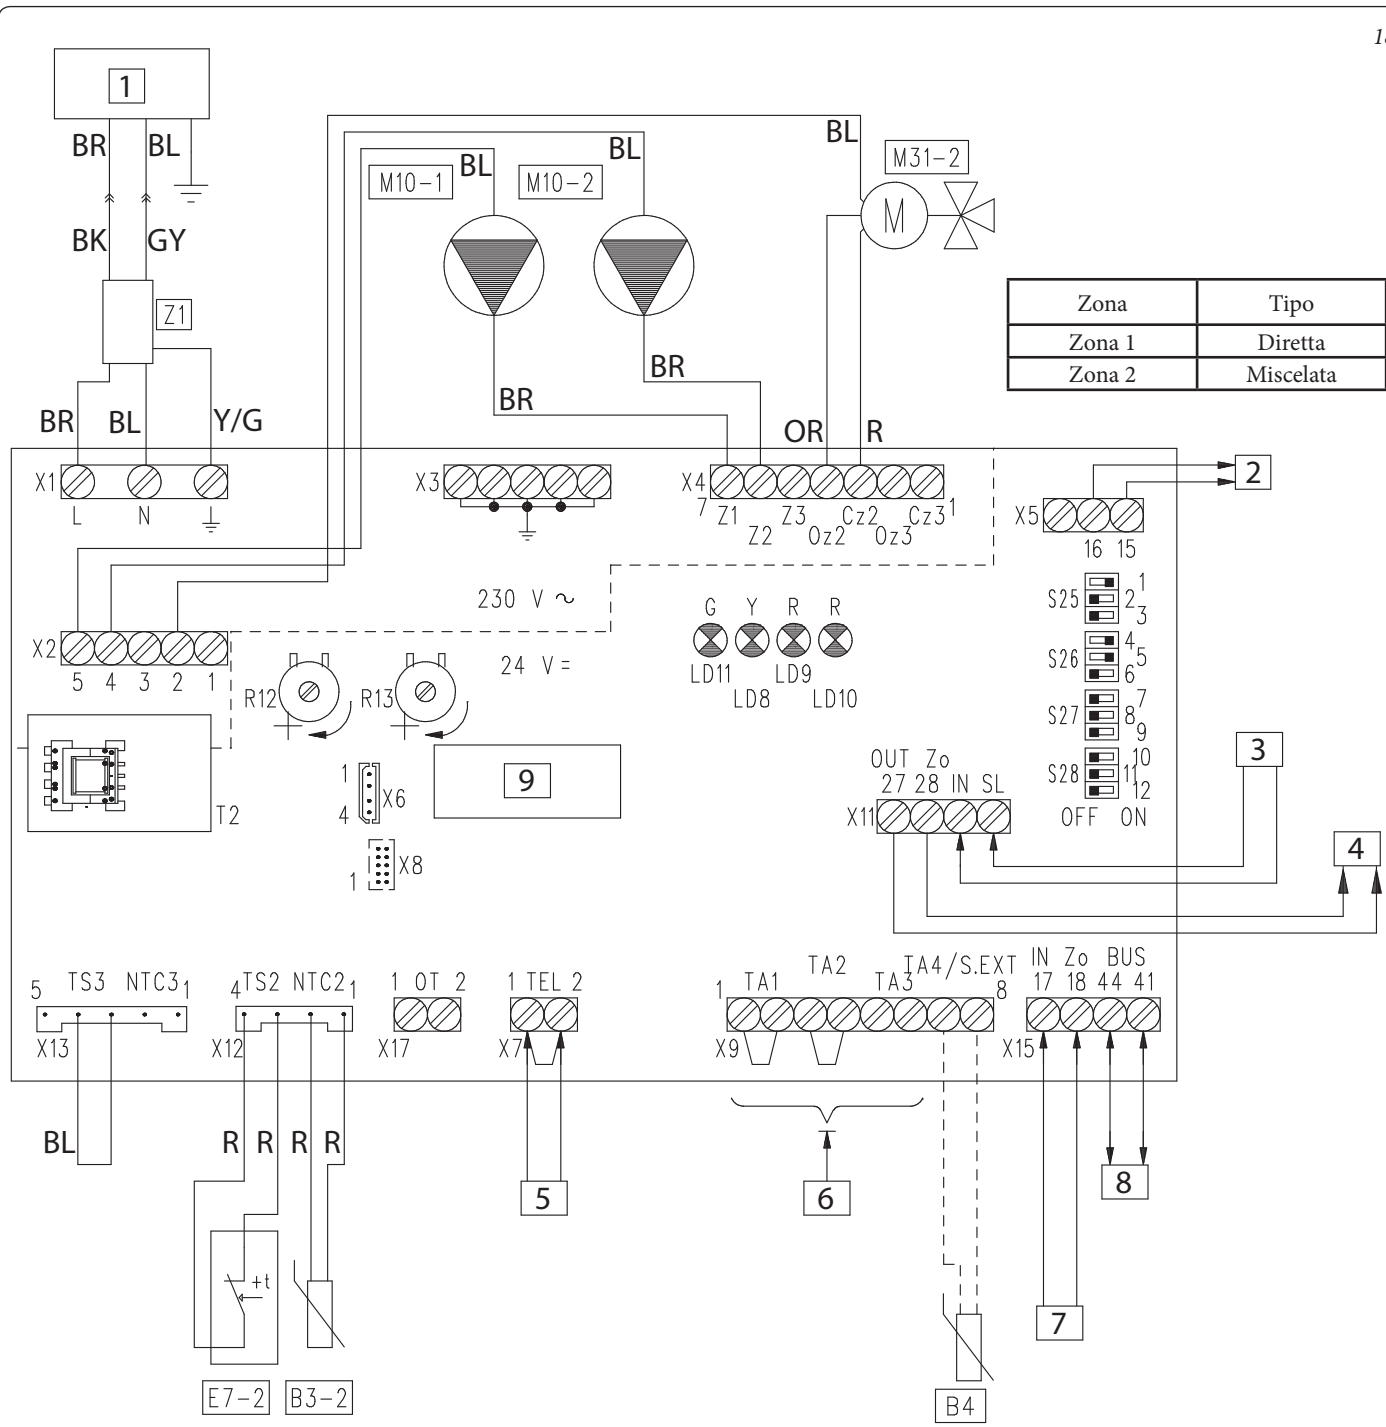 1
BR BL
BK GY
Z1
BR BL Y/G
M10-1 BL
M10-2 BL
BL
M31-2
M
BR
BR
OR R
Zona Tipo
Zona 1 Diretta
Zona 2 Miscelata
X1
L N
X3
X4
7 Z1 Z3 Cz2 Cz3 1
Z2 Oz2 Oz3
X5
16 15
2
230 V ~
24 V =
X2
5 4 3 2 1
R12
R13
G Y R R
LD11 LD9
LD8 LD10
S25
1
2
3
S26
4
5
6
S27
7
8
9
S28
10
11
12
OFF ON
T2
1
X6
4
X8
1
9
OUT Zo
27 28 IN SL
X11
3
4
5 TS3 NTC3 1
X13
4 TS2 NTC2 1
X12
1 OT 2
X17
1 TEL 2
X7
TA4/S.EXT
TA2
1 TA1 TA3 8
X9
IN Zo BUS
17 18 44 41
X15
BL
R R R R
5
6
8
7
+t
E7-2
B3-2
B4